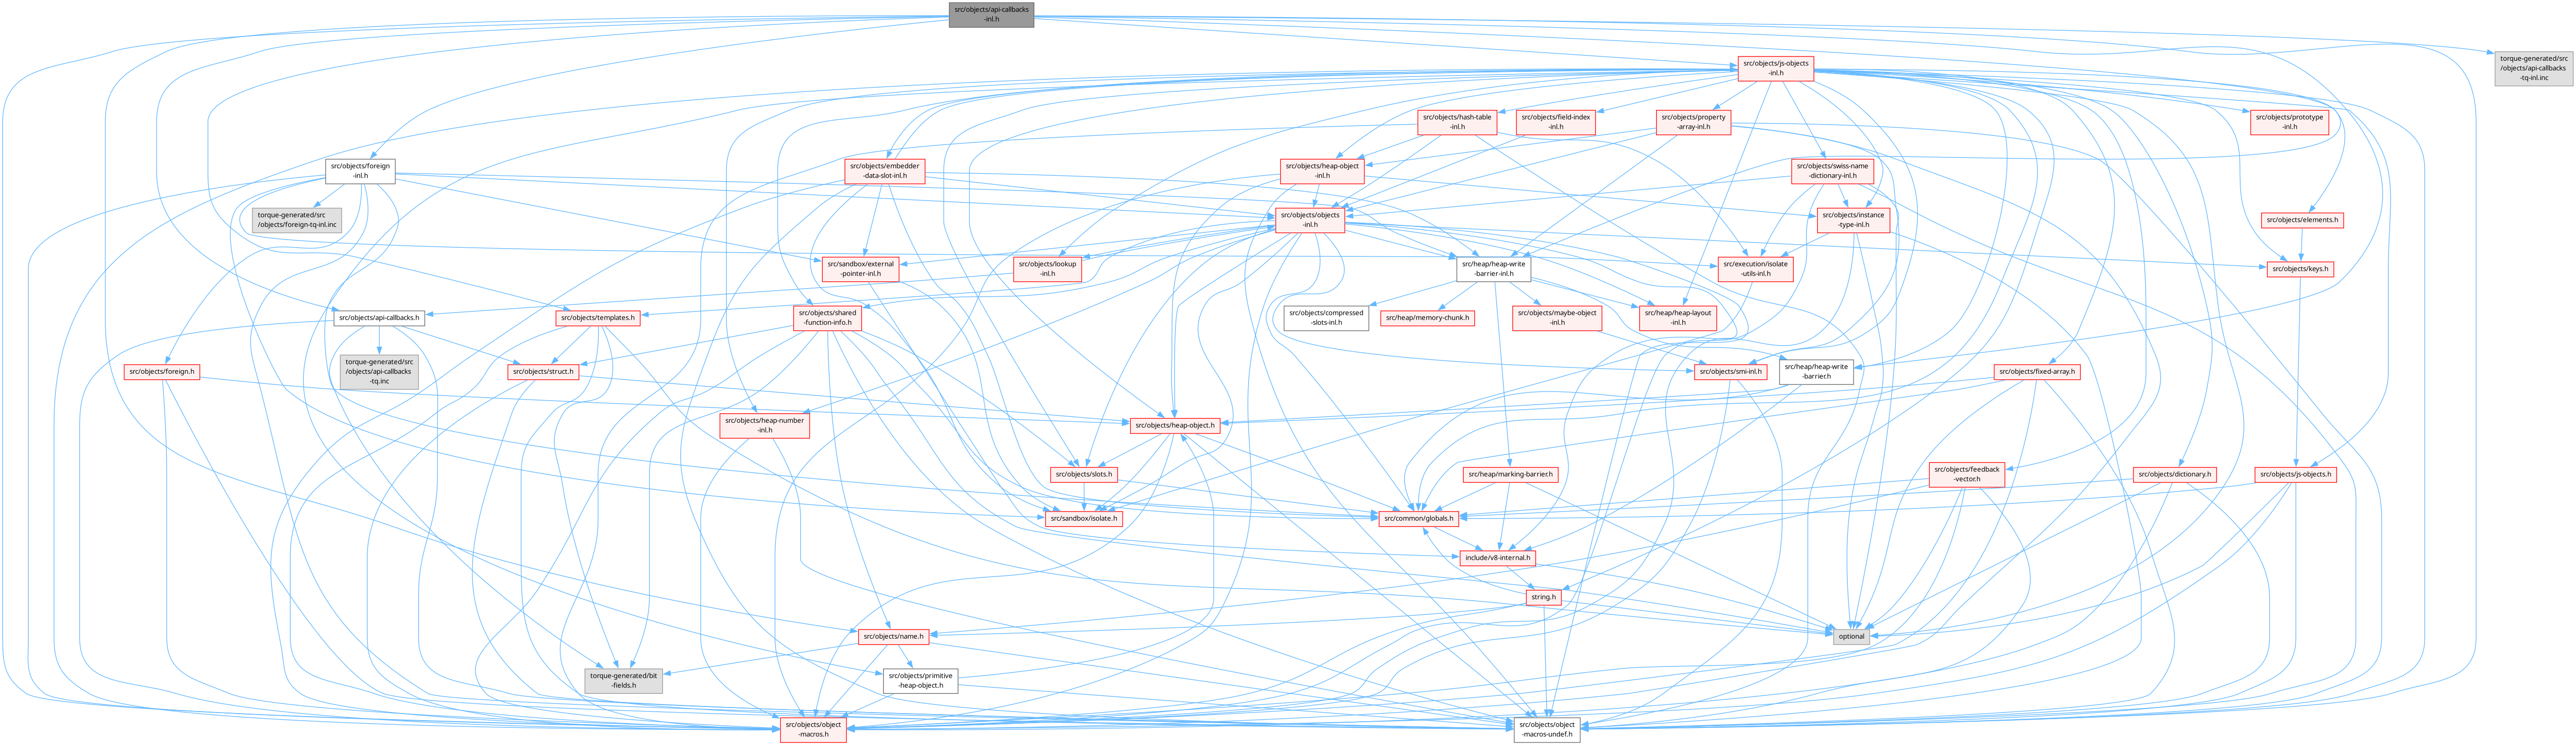 src/objects/api-callbacks
-inl.h
torque-generated/src
/objects/api-callbacks
-tq-inl.inc
src/objects/js-objects
-inl.h
src/objects/hash-table
-inl.h
src/objects/field-index
-inl.h
src/objects/property
-array-inl.h
src/objects/prototype
-inl.h
src/objects/foreign
-inl.h
src/objects/embedder
-data-slot-inl.h
src/objects/heap-object
-inl.h
src/objects/swiss-name
-dictionary-inl.h
torque-generated/src
/objects/foreign-tq-inl.inc
src/objects/objects
-inl.h
src/objects/instance
-type-inl.h
src/objects/elements.h
src/sandbox/external
-pointer-inl.h
src/objects/lookup
-inl.h
src/heap/heap-write
-barrier-inl.h
src/execution/isolate
-utils-inl.h
src/objects/keys.h
src/objects/api-callbacks.h
src/objects/templates.h
src/objects/shared
-function-info.h
src/objects/compressed
-slots-inl.h
src/heap/memory-chunk.h
src/objects/maybe-object
-inl.h
src/heap/heap-layout
-inl.h
src/objects/foreign.h
torque-generated/src
/objects/api-callbacks
-tq.inc
src/objects/struct.h
src/objects/smi-inl.h
src/heap/heap-write
-barrier.h
src/objects/fixed-array.h
src/objects/heap-number
-inl.h
src/objects/heap-object.h
src/objects/slots.h
src/heap/marking-barrier.h
src/objects/feedback
-vector.h
src/objects/dictionary.h
src/objects/js-objects.h
src/sandbox/isolate.h
src/common/globals.h
include/v8-internal.h
string.h
src/objects/name.h
optional
torque-generated/bit
-fields.h
src/objects/primitive
-heap-object.h
src/objects/object
-macros.h
src/objects/object
-macros-undef.h